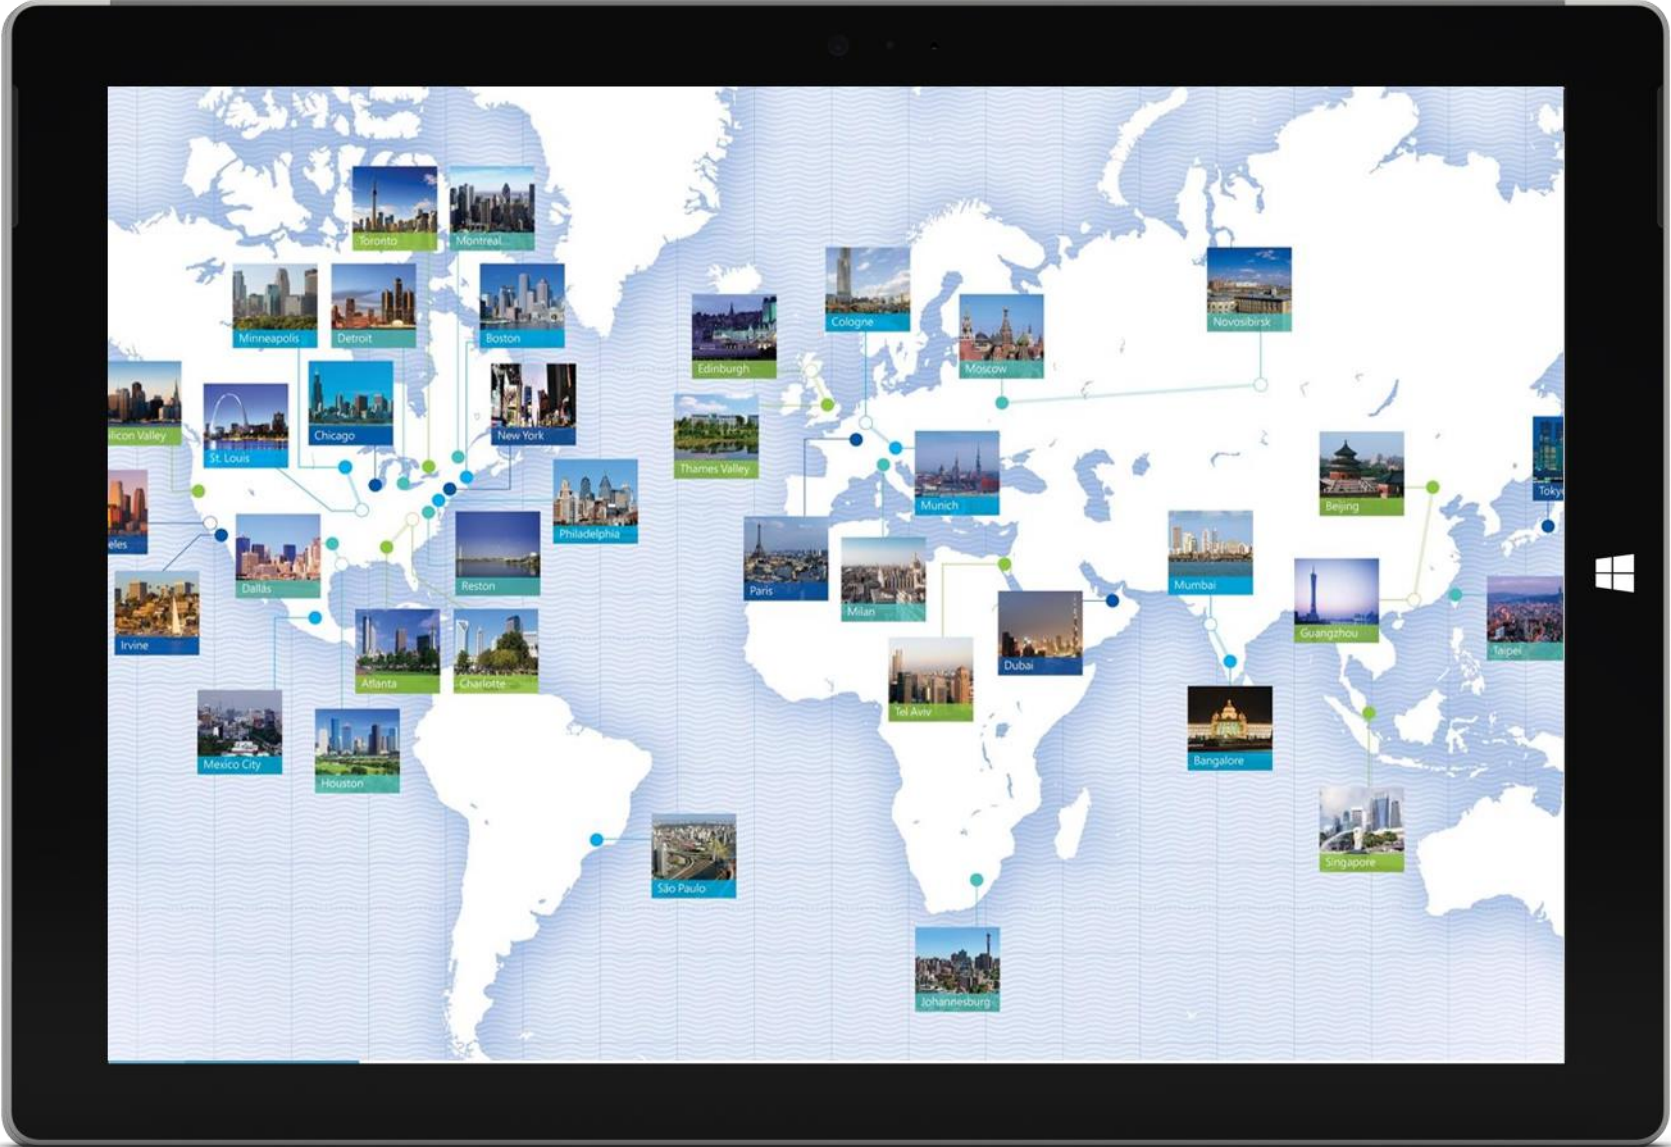 Toronto
Montreal
Minneapolis
Detroit
Boston
Cologne
Novosibirsk
Edinburgh
Moscow
licon Valley
St. Louis
Chicago
New York
Thames Valley
Munich
Beijing
Toky
eles
Dallas
Reston
Philadelphia
Paris
Milan
Mumbai
Irvine
Guangzhou
Taipei
Atlanta
Charlotte
Tel Aviv
Dubai
Mexico City
Houston
Bangalore
São Paulo
Singapore
Johannesburg